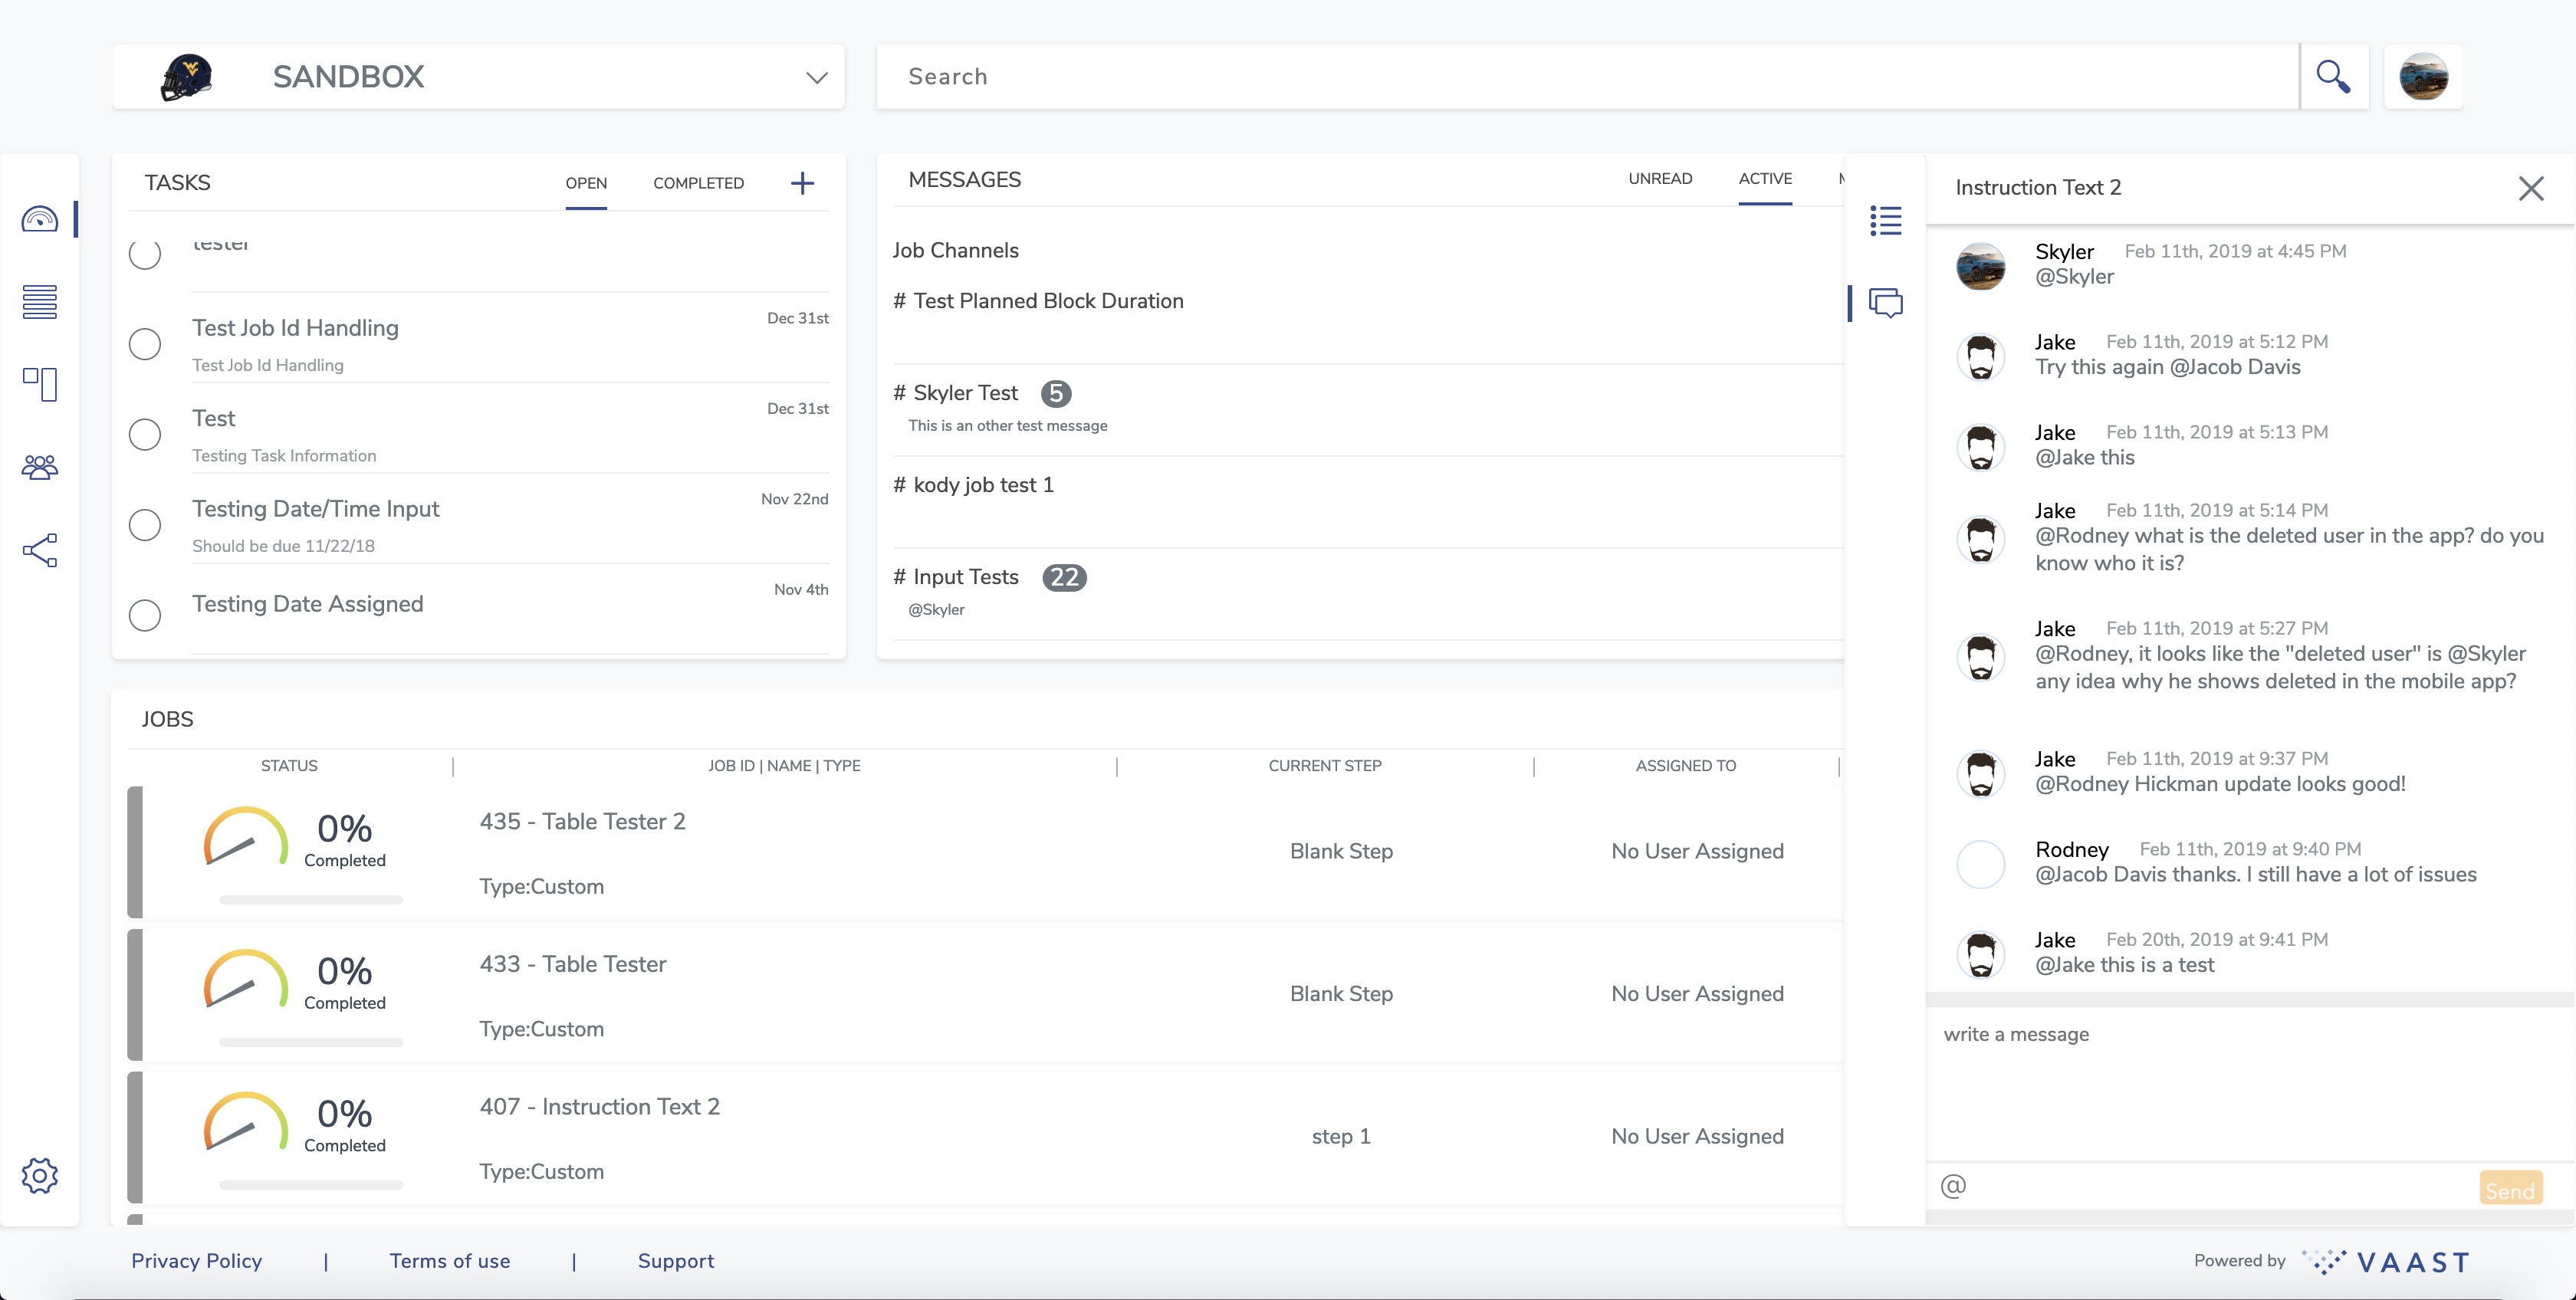 SANDBOX
Search
TASKS
OPEN
COMPLETED
tester
Test Job Id Handling
Dec 31st
Test Job Id Handling
Test
Dec 31st
Testing Task Information
Testing Date/Time Input
Nov 22nd
Should be due 11/22/18
Testing Date Assigned
Nov 4th
MESSAGES
UNREAD
ACTIVE
Job Channels
# Test Planned Block Duration
# Skyler Test 5
This is an other test message
# kody job test 1
# Input Tests 22
@Skyler
JOBS
STATUS | JOB ID | NAME | TYPE | CURRENT STEP | ASSIGNED TO |
0%
Completed
435 - Table Tester 2
Type:Custom
Blank Step
No User Assigned
0%
Completed
433 - Table Tester
Type:Custom
Blank Step
No User Assigned
0%
Completed
407 - Instruction Text 2
Type:Custom
step 1
No User Assigned
Instruction Text 2
Skyler Feb 11th, 2019 at 4:45 PM
@Skyler
Jake Feb 11th, 2019 at 5:12 PM
Try this again @Jacob Davis
Jake Feb 11th, 2019 at 5:13 PM
@Jake this
Jake Feb 11th, 2019 at 5:14 PM
@Rodney what is the deleted user in the app? do you
know who it is?
Jake Feb 11th, 2019 at 5:27 PM
@Rodney, it looks like the "deleted user" is @Skyler
any idea why he shows deleted in the mobile app?
Jake Feb 11th, 2019 at 9:37 PM
@Rodney Hickman update looks good!
Rodney Feb 11th, 2019 at 9:40 PM
@Jacob Davis thanks. I still have a lot of issues
Jake Feb 20th, 2019 at 9:41 PM
@Jake this is a test
write a message
@
Send
Privacy Policy | Terms of use | Support
Powered by VAAST